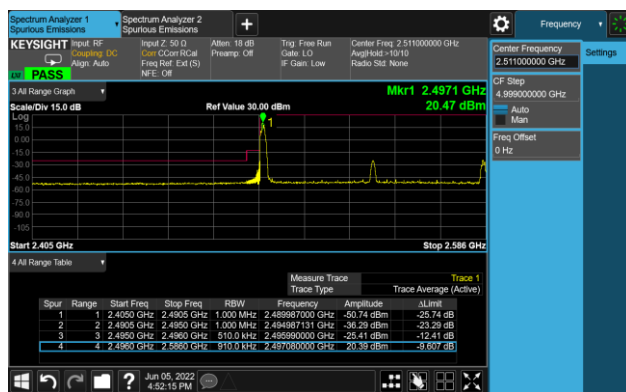 Spectrum Analyzer 1
Spurious Emissions
Spectrum Analyzer 2
Spurious Emissions
+
Frequency
KEYSIGHT
Input: RF
Coupling: DC
Align: Auto
Input Z: 50 Ω
Corr CCorr RCal
Freq Ref: Ext (S)
NFE: Off
Atten: 18 dB
Preamp: Off
Trig: Free Run
Gate: LO
IF Gain: Low
Center Freq: 2.511000000 GHz
Avg|Hold:>10/10
Radio Std: None
PASS
Center Frequency
2.511000000 GHz
Settings
CF Step
4.999000000 GHz
Auto
Man
Freq Offset
0 Hz
3 All Range Graph
Mkr1 2.4971 GHz
Scale/Div 15.0 dB
Ref Value 30.00 dBm
20.47 dBm
Log
1
15.0
0.00
-15.0
-30.0
-45.0
-60.0
-75.0
-90.0
-105
Start 2.405 GHz
Stop 2.586 GHz
4 All Range Table
Measure Trace Trace 1
Trace Type Trace Average (Active)
Spur Range Start Freq Stop Freq RBW Frequency Amplitude ΔLimit
1 1 2.4050 GHz 2.4905 GHz 1.000 MHz 2.489987000 GHz -50.74 dBm -25.74 dB
2 2 2.4905 GHz 2.4950 GHz 1.000 MHz 2.494987131 GHz -36.29 dBm -23.29 dB
3 3 2.4950 GHz 2.4960 GHz 510.0 kHz 2.495990000 GHz -25.41 dBm -12.41 dB
4 4 2.4960 GHz 2.5860 GHz 910.0 kHz 2.497080000 GHz 20.39 dBm -9.607 dB
?
Jun 05, 2022
4:52:15 PM